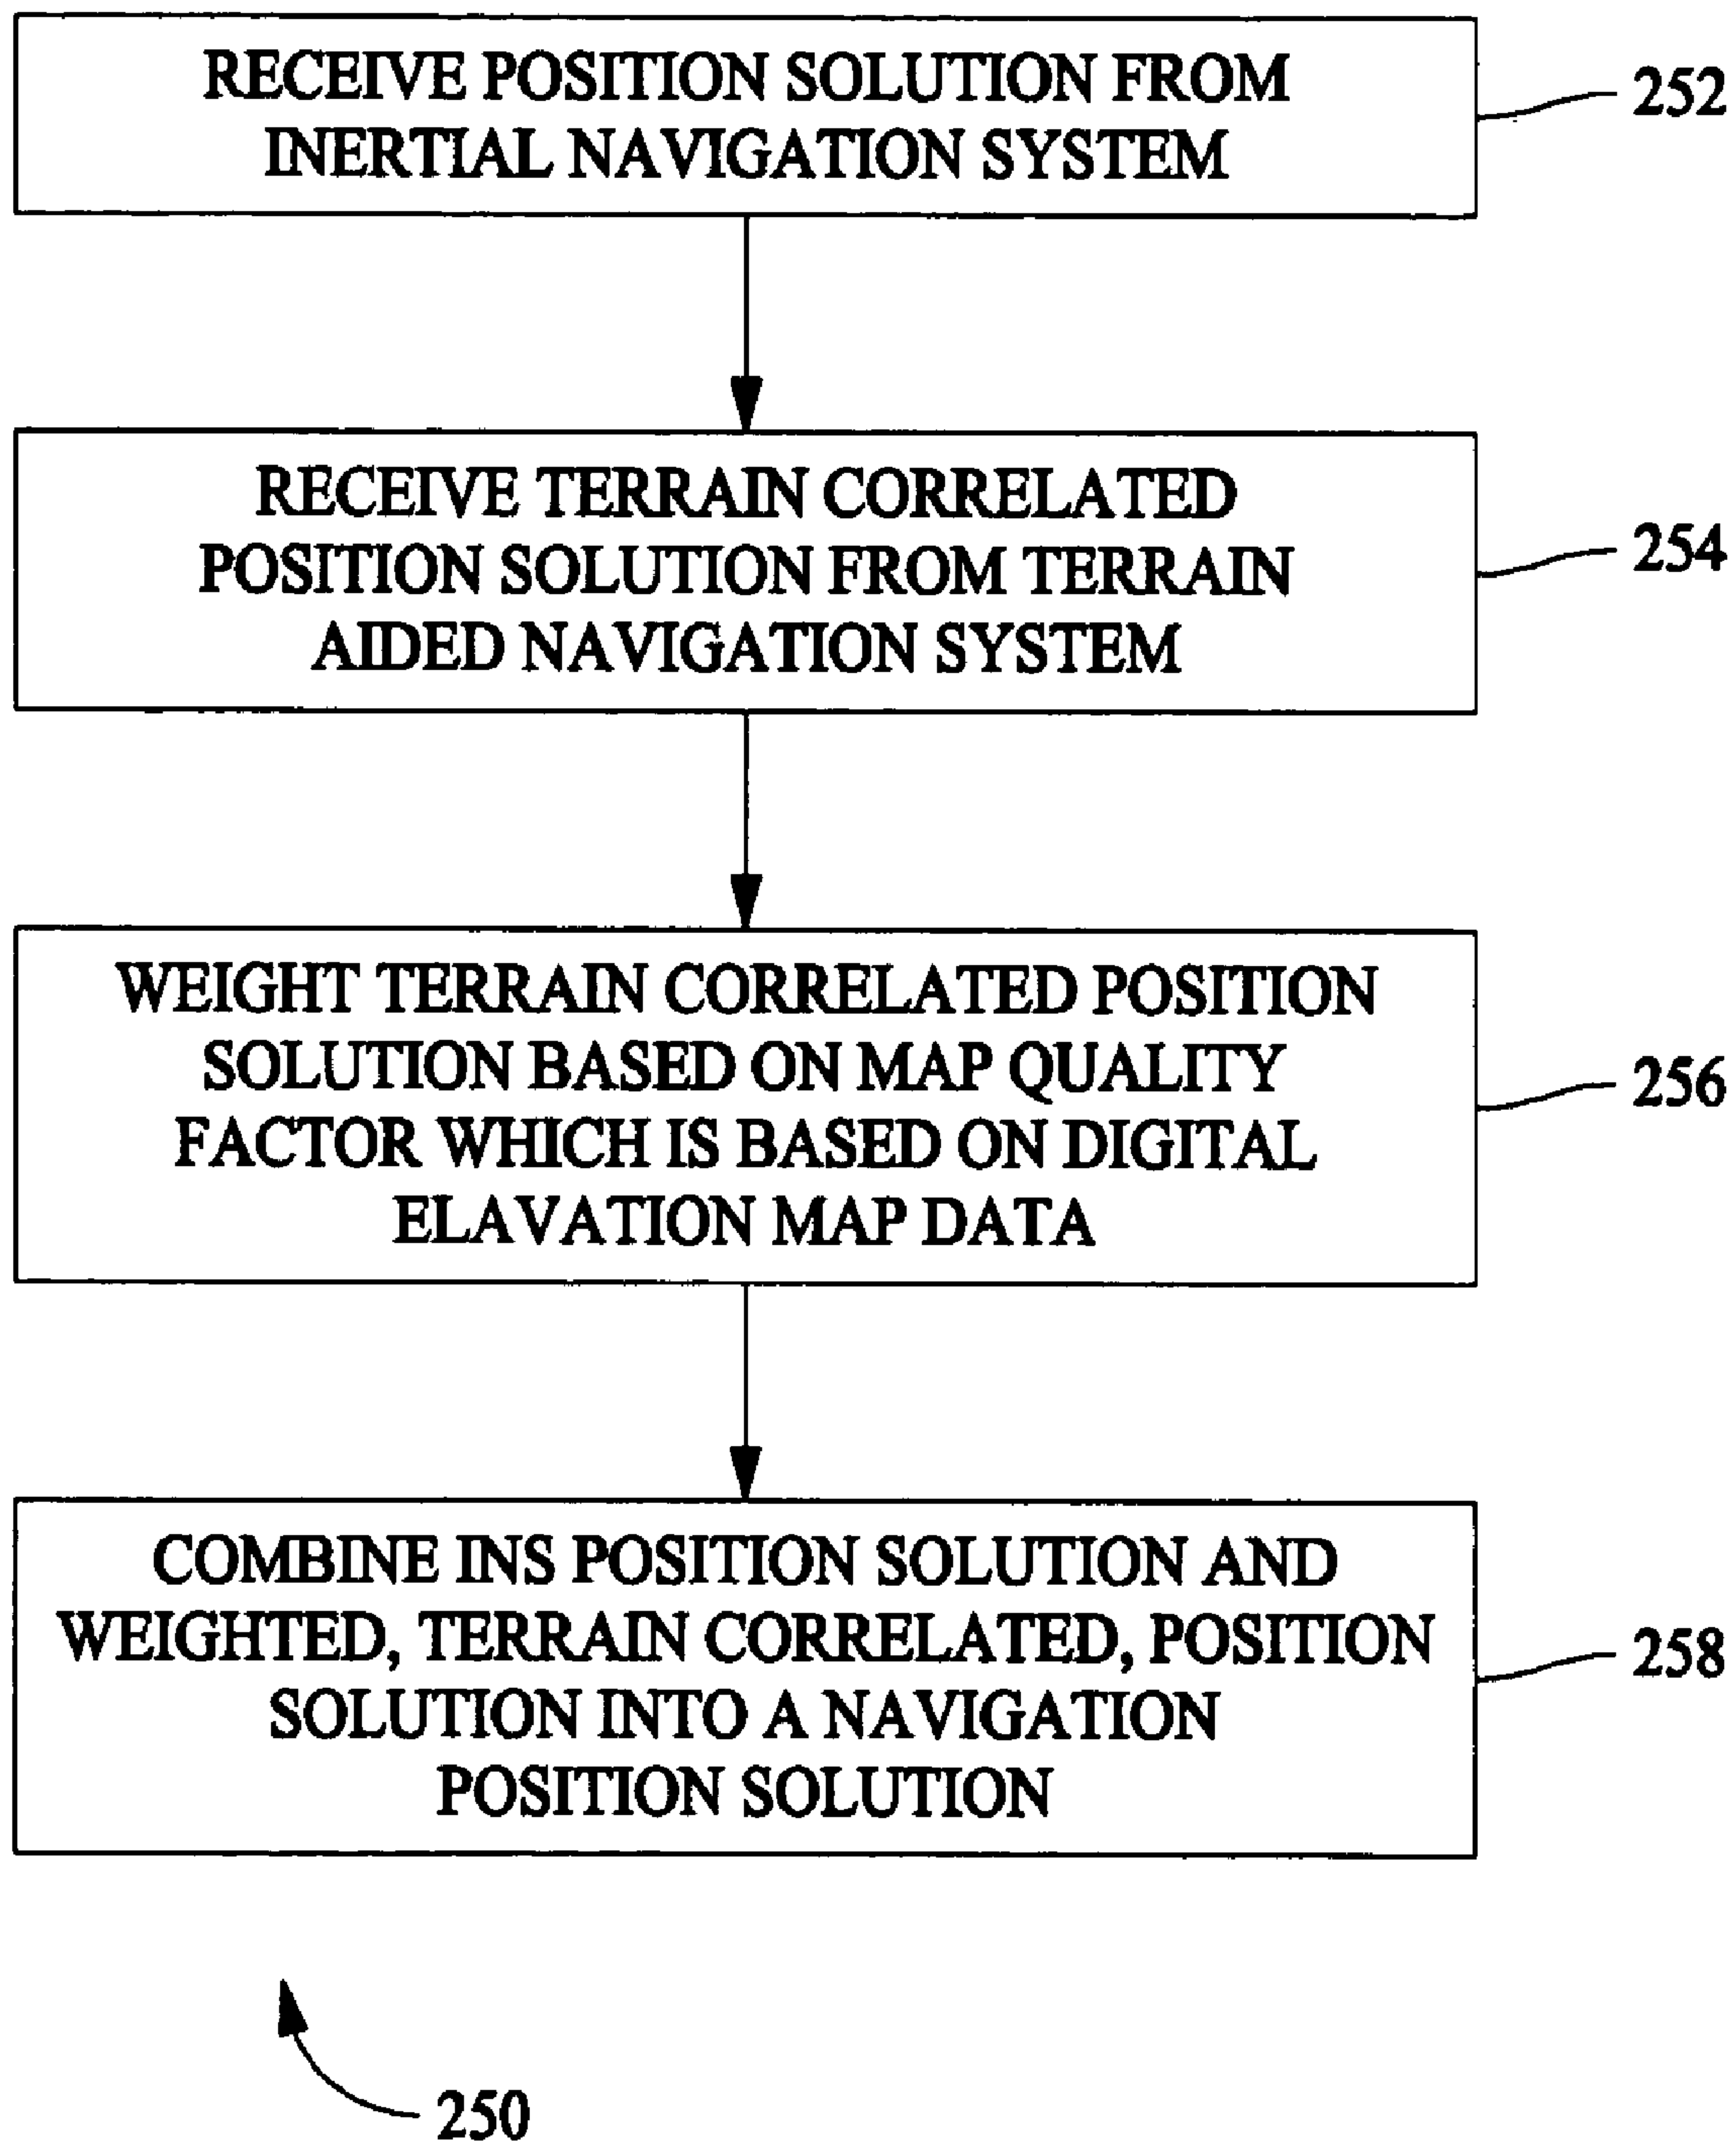 RECEIVE POSITION SOLUTION FROM
INERTIAL NAVIGATION SYSTEM
252
RECEIVE TERRAIN CORRELATED
POSITION SOLUTION FROM TERRAIN
AIDED NAVIGATION SYSTEM
254
WEIGHT TERRAIN CORRELATED POSITION
SOLUTION BASED ON MAP QUALITY
FACTOR WHICH IS BASED ON DIGITAL
ELAVATION MAP DATA
256
COMBINE INS POSITION SOLUTION AND
WEIGHTED, TERRAIN CORRELATED, POSITION
SOLUTION INTO A NAVIGATION
POSITION SOLUTION
258
250